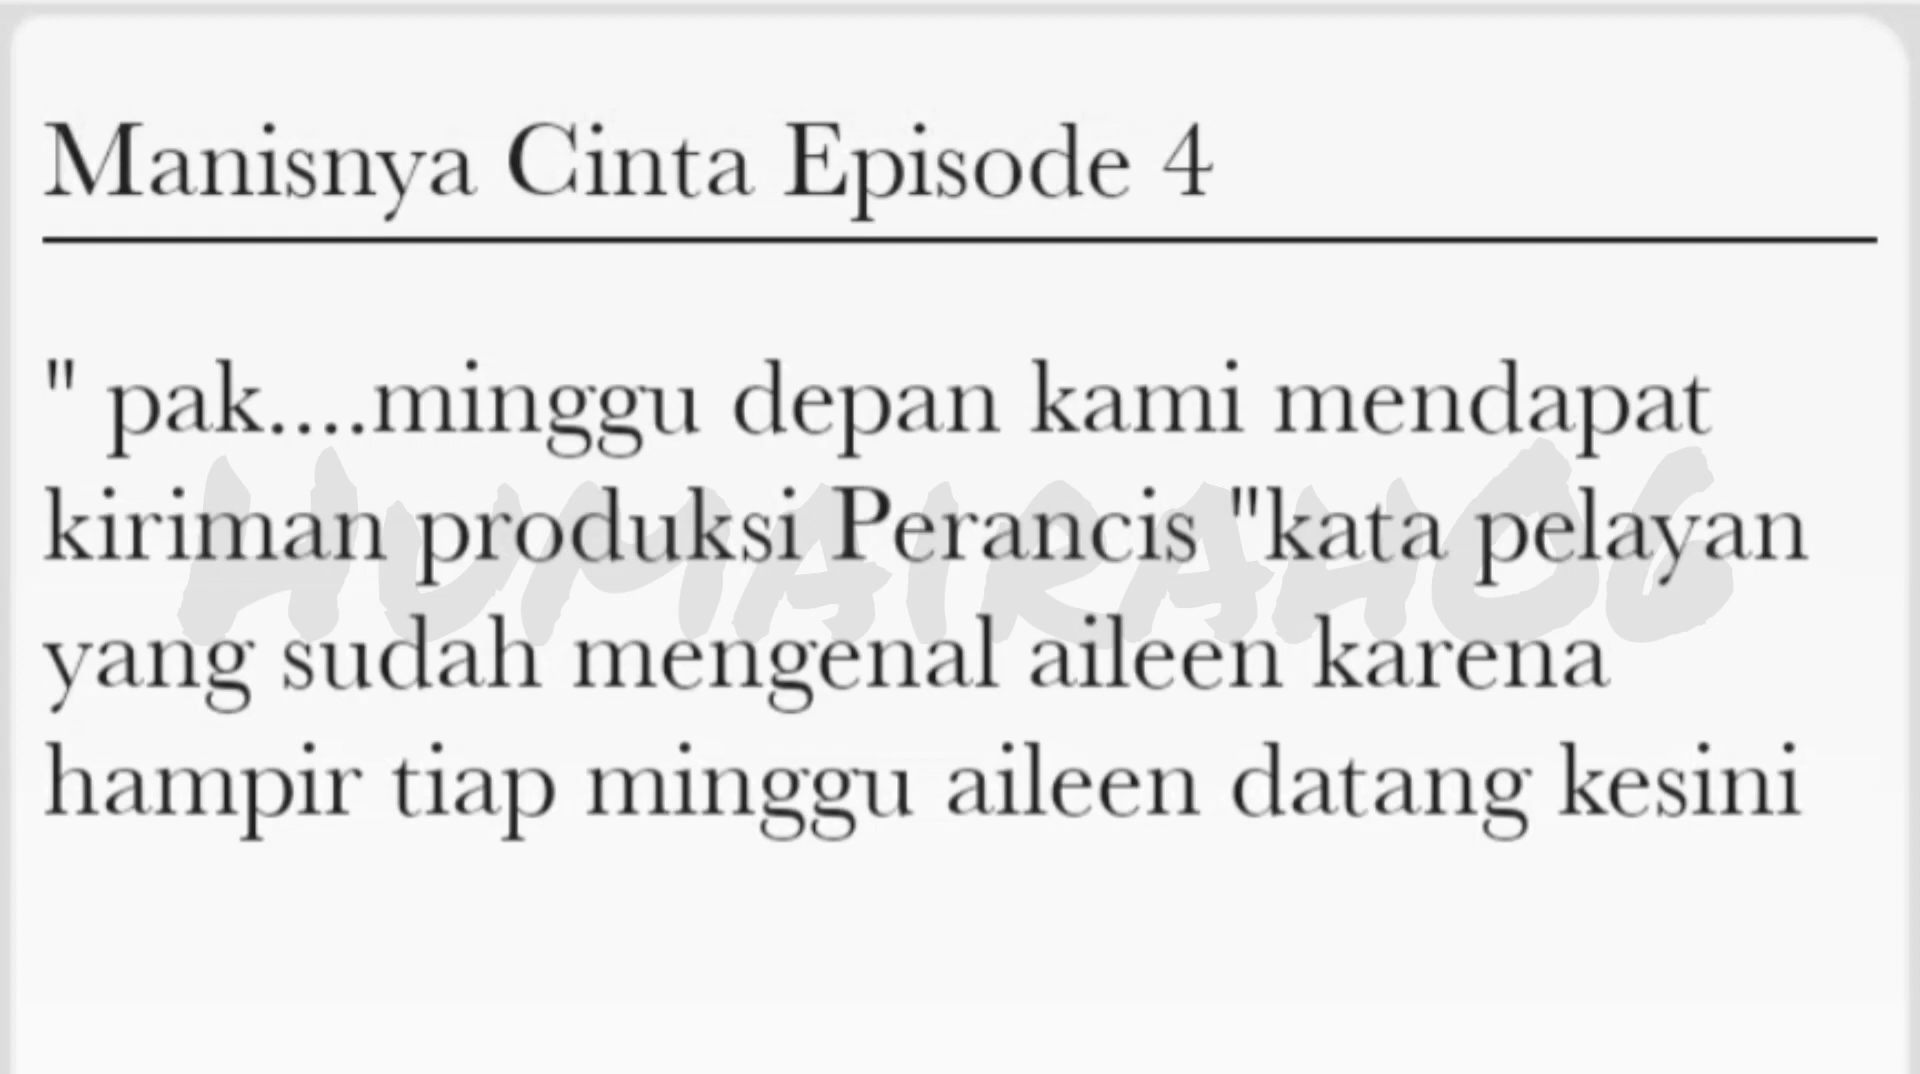 Manisnya Cinta Episode 4
" pak....minggu depan kami mendapat
kiriman produksi Perancis "kata pelayan
yang sudah mengenal aileen karena
hampir tiap minggu aileen datang kesini
HUMAIRAH06